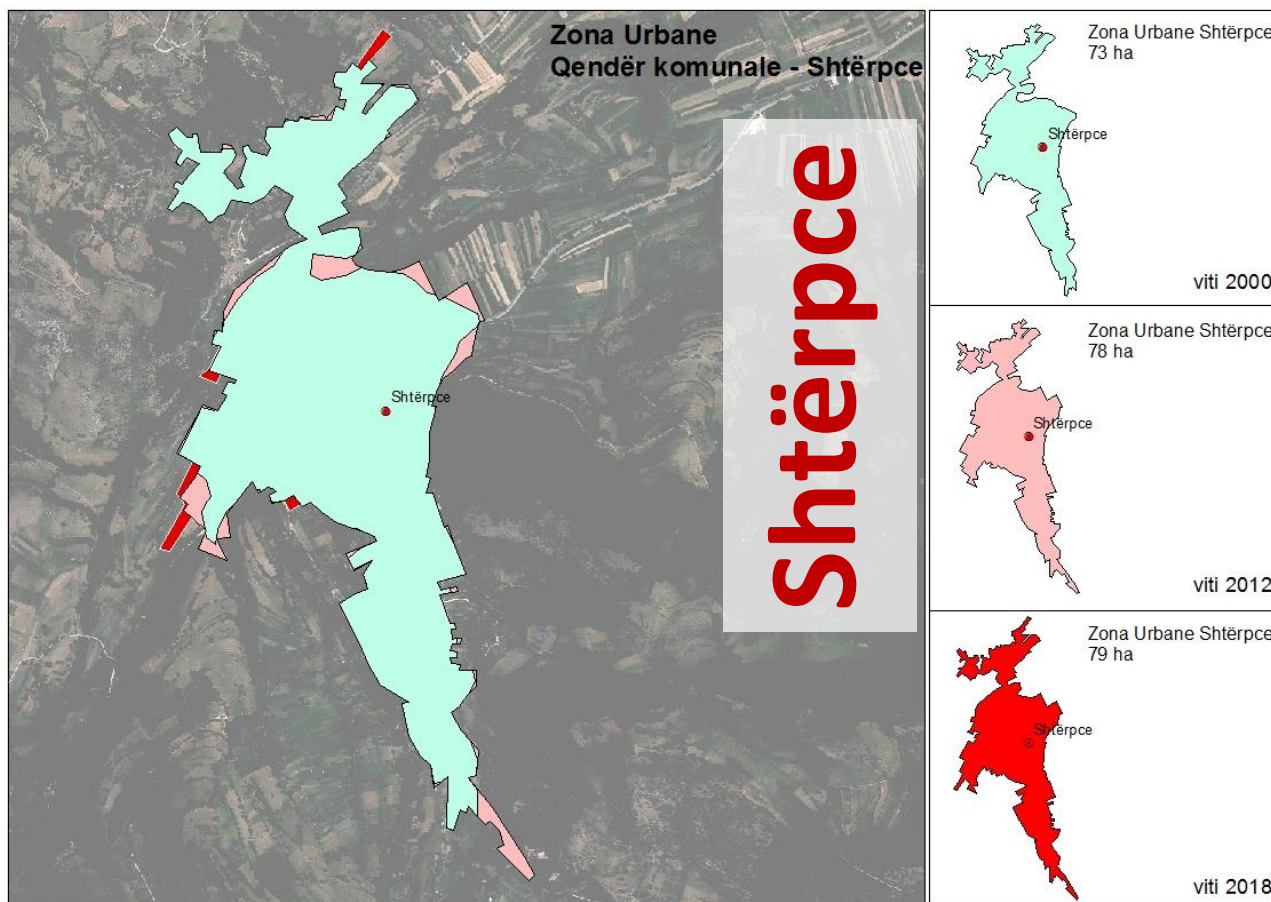 Zona Urbane
Qendër komunale - Shtërpce
Shtërpce
Shtërpce
Zona Urbane Shtërpce
73 ha
Shtërpce
viti 2000
Zona Urbane Shtërpce
78 ha
Shtërpce
viti 2012
Zona Urbane Shtërpce
79 ha
Shtërpce
viti 2018